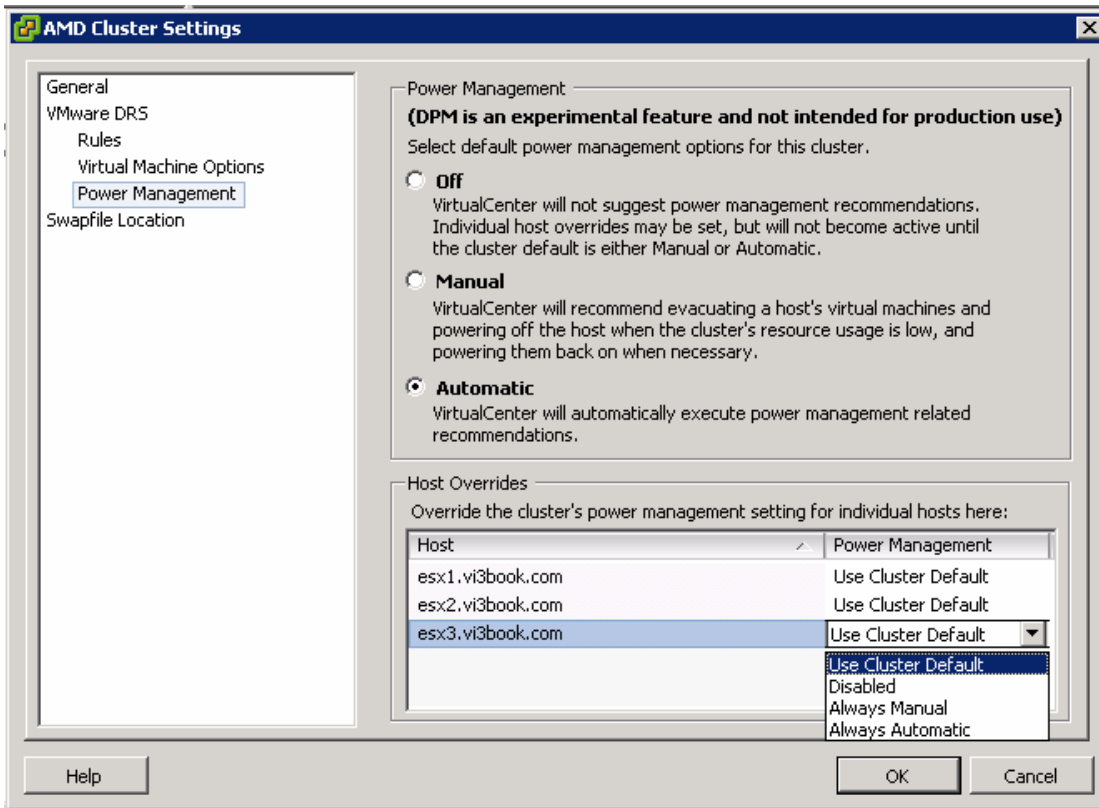 AMD Cluster Settings
General
VMware DRS
Rules
Virtual Machine Options
Power Management
Swapfile Location
Power Management
(DPM is an experimental feature and not intended for production use)
Select default power management options for this cluster.
Off
VirtualCenter will not suggest power management recommendations.
Individual host overrides may be set, but will not become active until
the cluster default is either Manual or Automatic.
Manual
VirtualCenter will recommend evacuating a host's virtual machines and
powering off the host when the cluster's resource usage is low, and
powering them back on when necessary.
Automatic
VirtualCenter will automatically execute power management related
recommendations.
Host Overrides
Override the cluster's power management setting for individual hosts here:
Host Power Management
esx1.vi3book.com Use Cluster Default
esx2.vi3book.com Use Cluster Default
esx3.vi3book.com Use Cluster Default
Use Cluster Default
Disabled
Always Manual
Always Automatic
Help OK Cancel